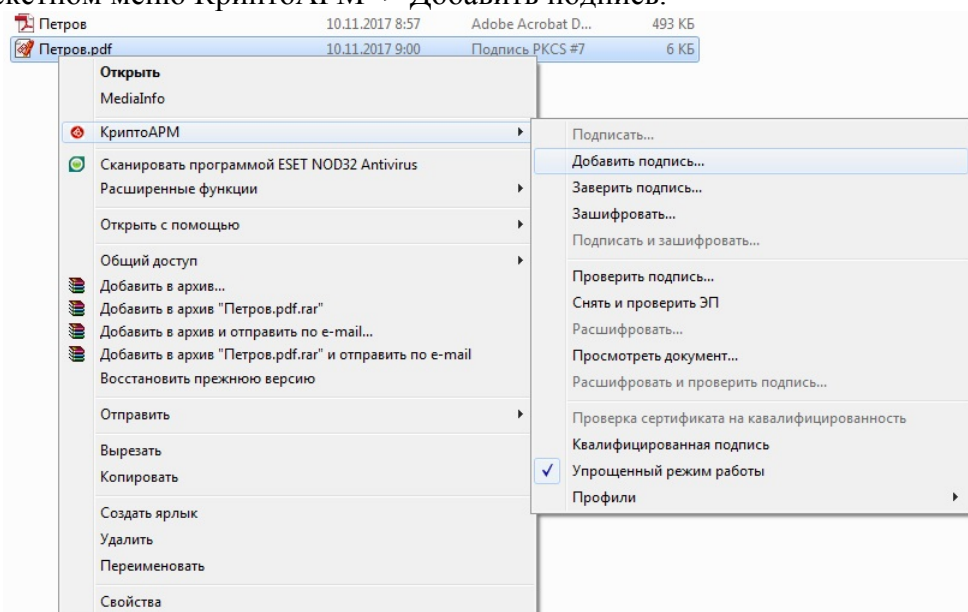 КриптоАРМ -> Добавить подпись.
Петров 10.11.2017 8:57 Adobe Acrobat D... 493 КБ
Петров.pdf 10.11.2017 9:00 Подпись PKCS #7 6 КБ
Открыть
MediaInfo
КриптоАРМ
Сканировать программой ESET NOD32 Antivirus
Расширенные функции
Открыть с помощью
Общий доступ
Добавить в архив...
Добавить в архив "Петров.pdf.rar"
Добавить в архив и отправить по e-mail...
Добавить в архив "Петров.pdf.rar" и отправить по e-mail
Восстановить прежнюю версию
Отправить
Вырезать
Копировать
Создать ярлык
Удалить
Переименовать
Свойства
Подписать...
Добавить подпись...
Заверить подпись...
Зашифровать...
Подписать и зашифровать...
Проверить подпись...
Снять и проверить ЭП
Расшифровать...
Просмотреть документ...
Расшифровать и проверить подпись...
Проверка сертификата на кавалифицированность
Квалифицированная подпись
Упрощенный режим работы
Профили